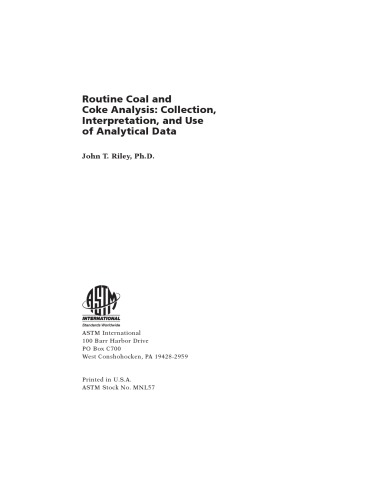 Routine Coal and
Coke Analysis: Collection,
Interpretation, and Use
of Analytical Data
John T. Riley, Ph.D.
ASTM
INTERNATIONAL
Standards Worldwide
ASTM International
100 Barr Harbor Drive
PO Box C700
West Conshohocken, PA 19428-2959
Printed in U.S.A.
ASTM Stock No. MNL57